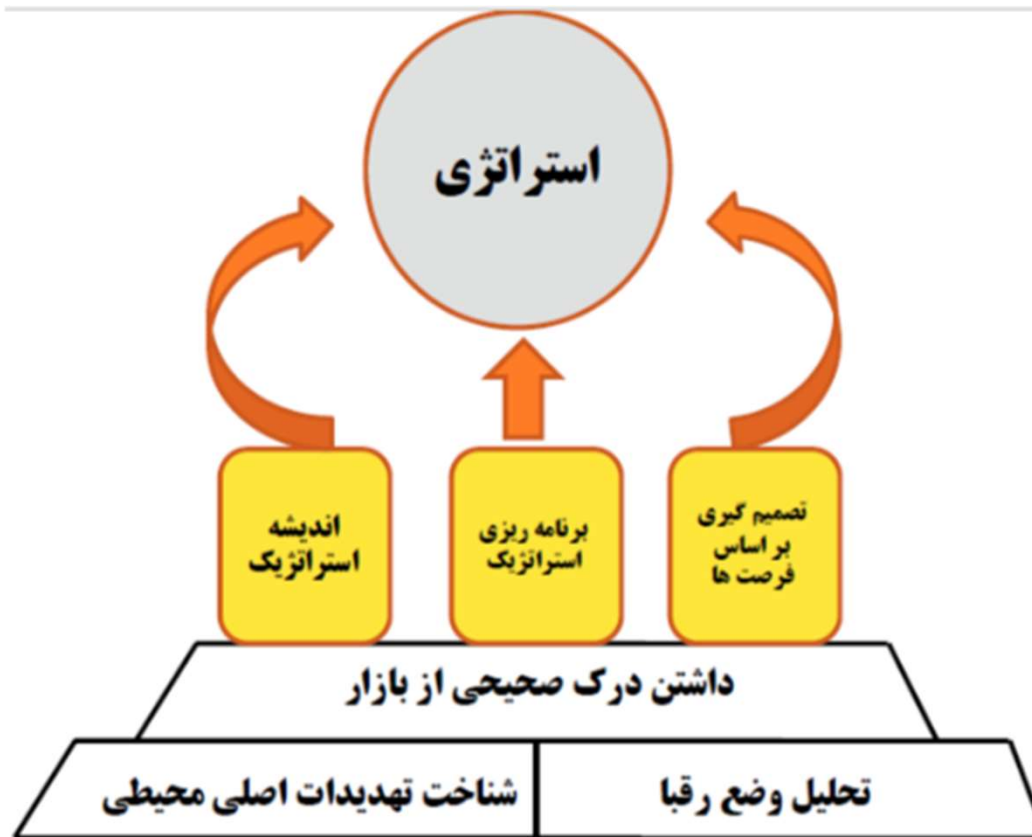 استراتژی
تصمیم گیری
بر اساس
فرصت ها
برنامه ریزی
استراتژیک
اندیشه
استراتژیک
داشتن درک صحیحی از بازار
تحلیل وضع رقبا
شناخت تهدیدات اصلی محیطی